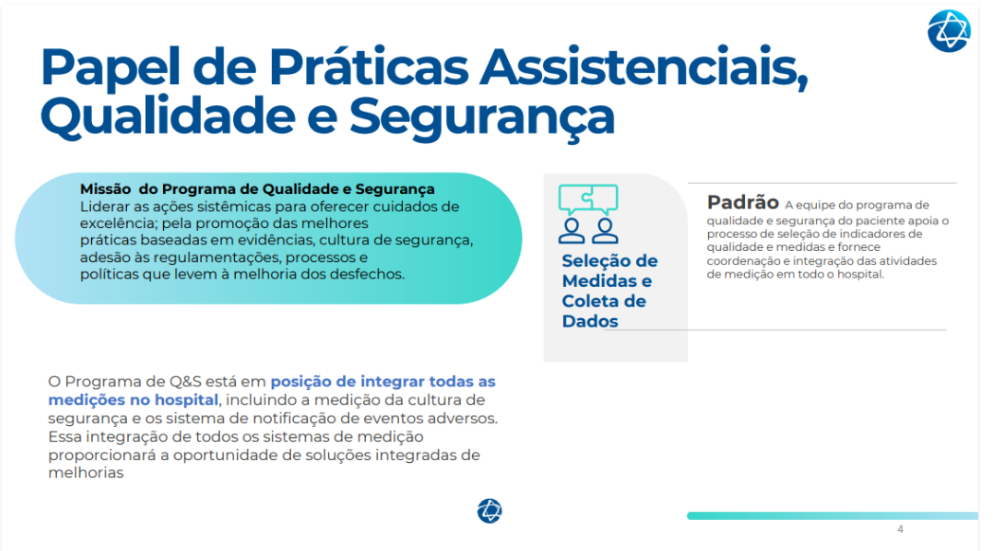 Papel de Práticas Assistenciais,
Qualidade e Segurança
Missão do Programa de Qualidade e Segurança
Liderar as ações sistêmicas para oferecer cuidados de
excelência; pela promoção das melhores
práticas baseadas em evidências, cultura de segurança,
adesão às regulamentações, processos e
políticas que levem à melhoria dos desfechos.
Seleção de
Medidas e
Coleta de
Dados
Padrão A equipe do programa de
qualidade e segurança do paciente apoia o
processo de seleção de indicadores de
qualidade e medidas e fornece
coordenação e integração das atividades
de medição em todo o hospital.
O Programa de Q&S está em posição de integrar todas as
medições no hospital, incluindo a medição da cultura de
segurança e os sistema de notificação de eventos adversos.
Essa integração de todos os sistemas de medição
proporcionará a oportunidade de soluções integradas de
melhorias
4